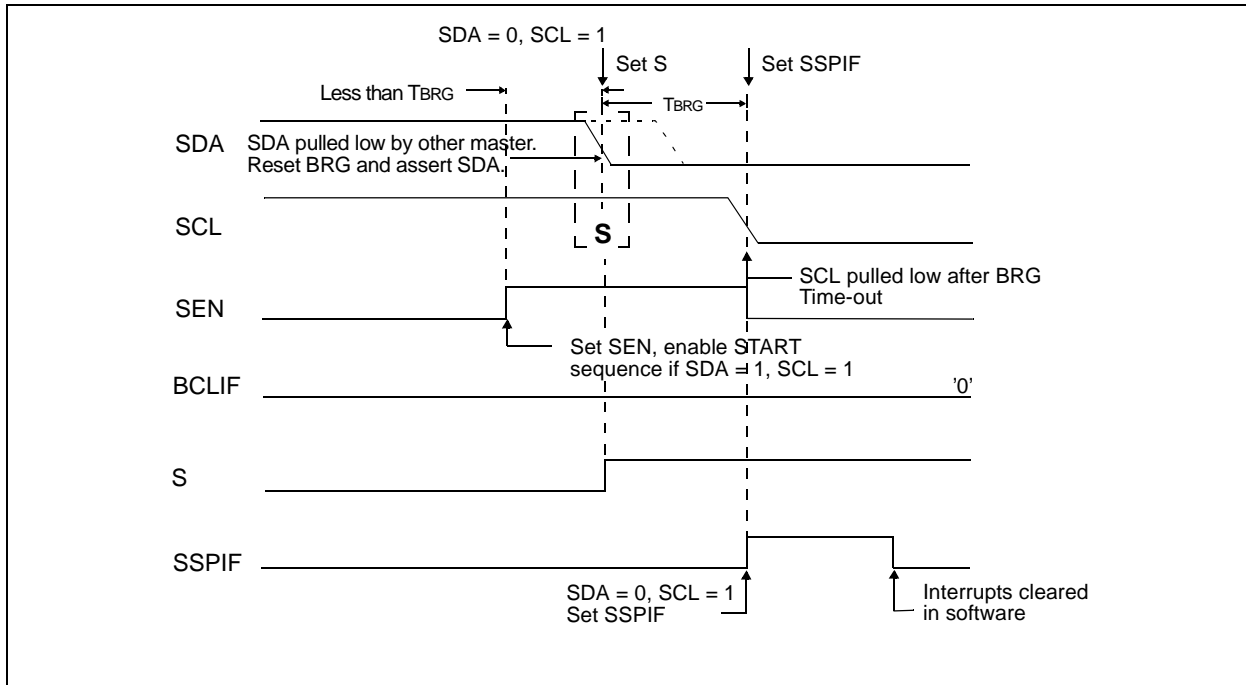 SDA = 0, SCL = 1
Set S
Set SSPIF
Less than TBRG
TBRG
SDA
SDA pulled low by other master.
Reset BRG and assert SDA.
SCL
S
SCL pulled low after BRG
Time-out
SEN
Set SEN, enable START
sequence if SDA = 1, SCL = 1
BCLIF
'0'
S
SSPIF
SDA = 0, SCL = 1
Set SSPIF
Interrupts cleared
in software